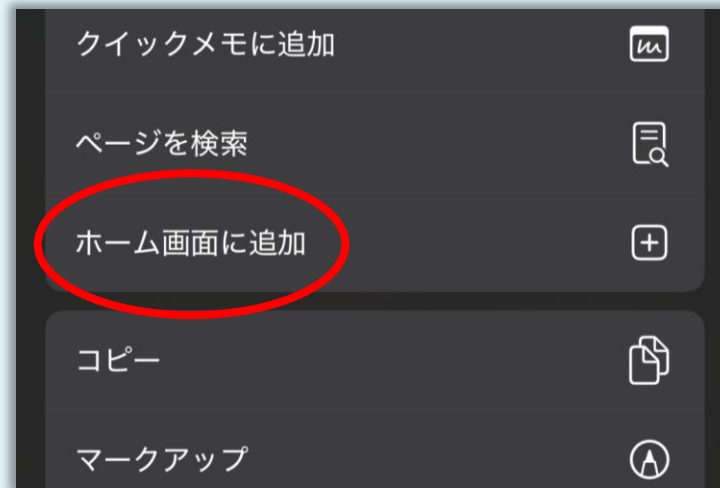 クイックメモに追加
ページを検索
ホーム画面に追加
コピー
マークアップ